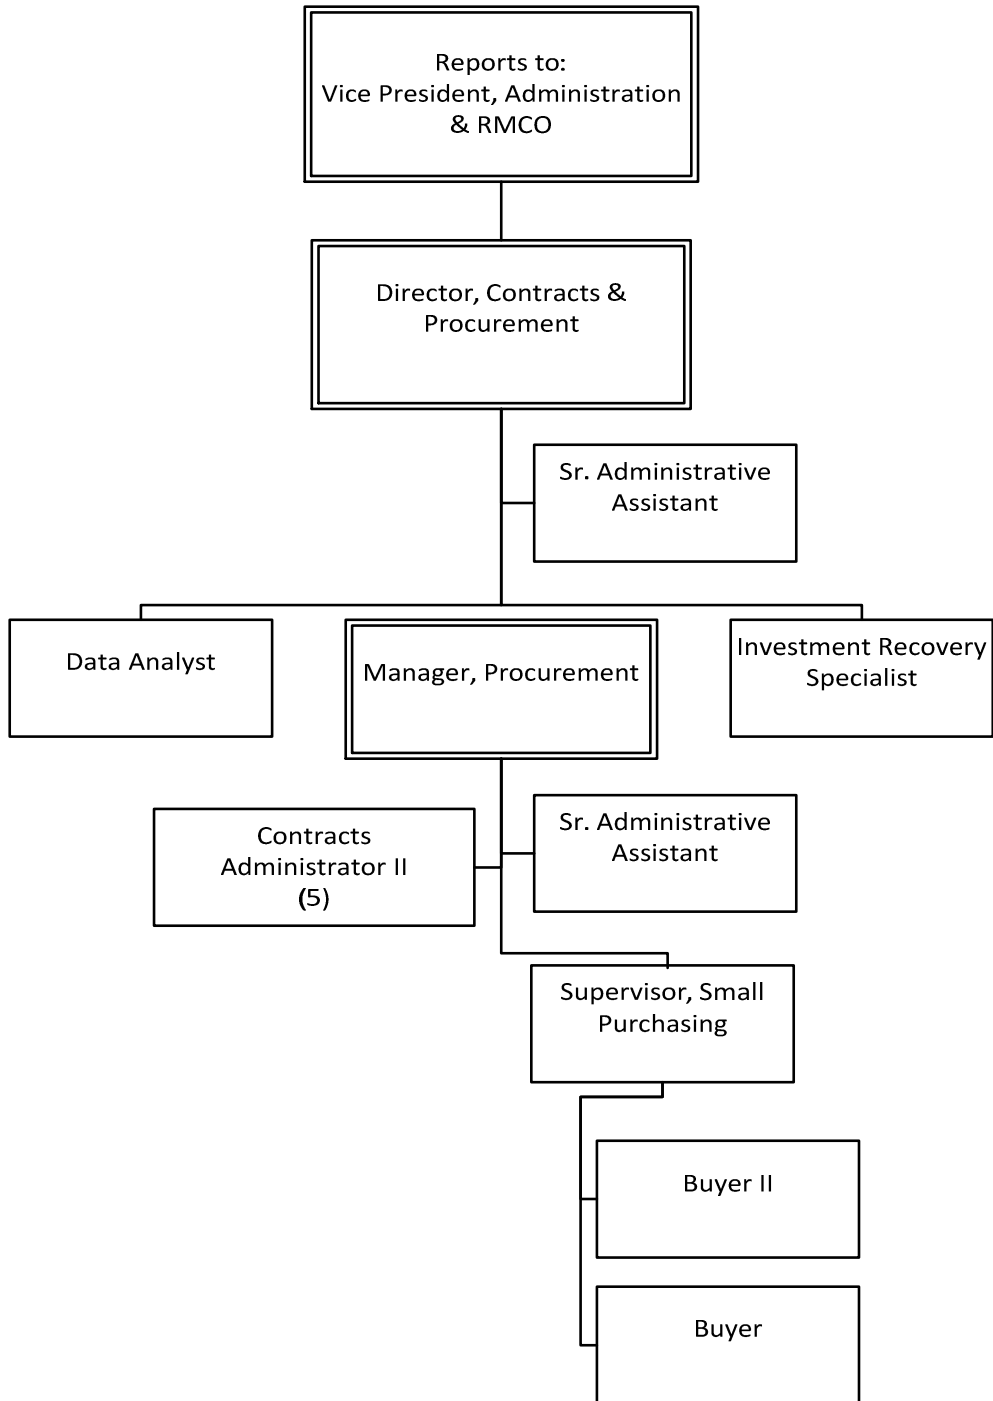 Reports to:
Vice President, Administration
& RMCO
Director, Contracts &
Procurement
Sr. Administrative
Assistant
Data Analyst
Manager, Procurement
Investment Recovery
Specialist
Contracts
Administrator II
(5)
Sr. Administrative
Assistant
Supervisor, Small
Purchasing
Buyer II
Buyer